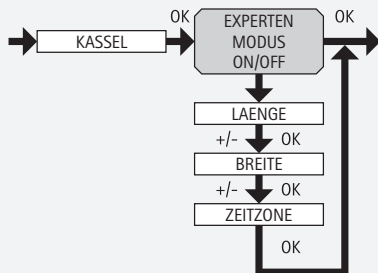 OK
KASSEL
EXPERTEN
MODUS
ON/OFF
OK
LAENGE
+/- OK
BREITE
+/- OK
ZEITZONE
OK